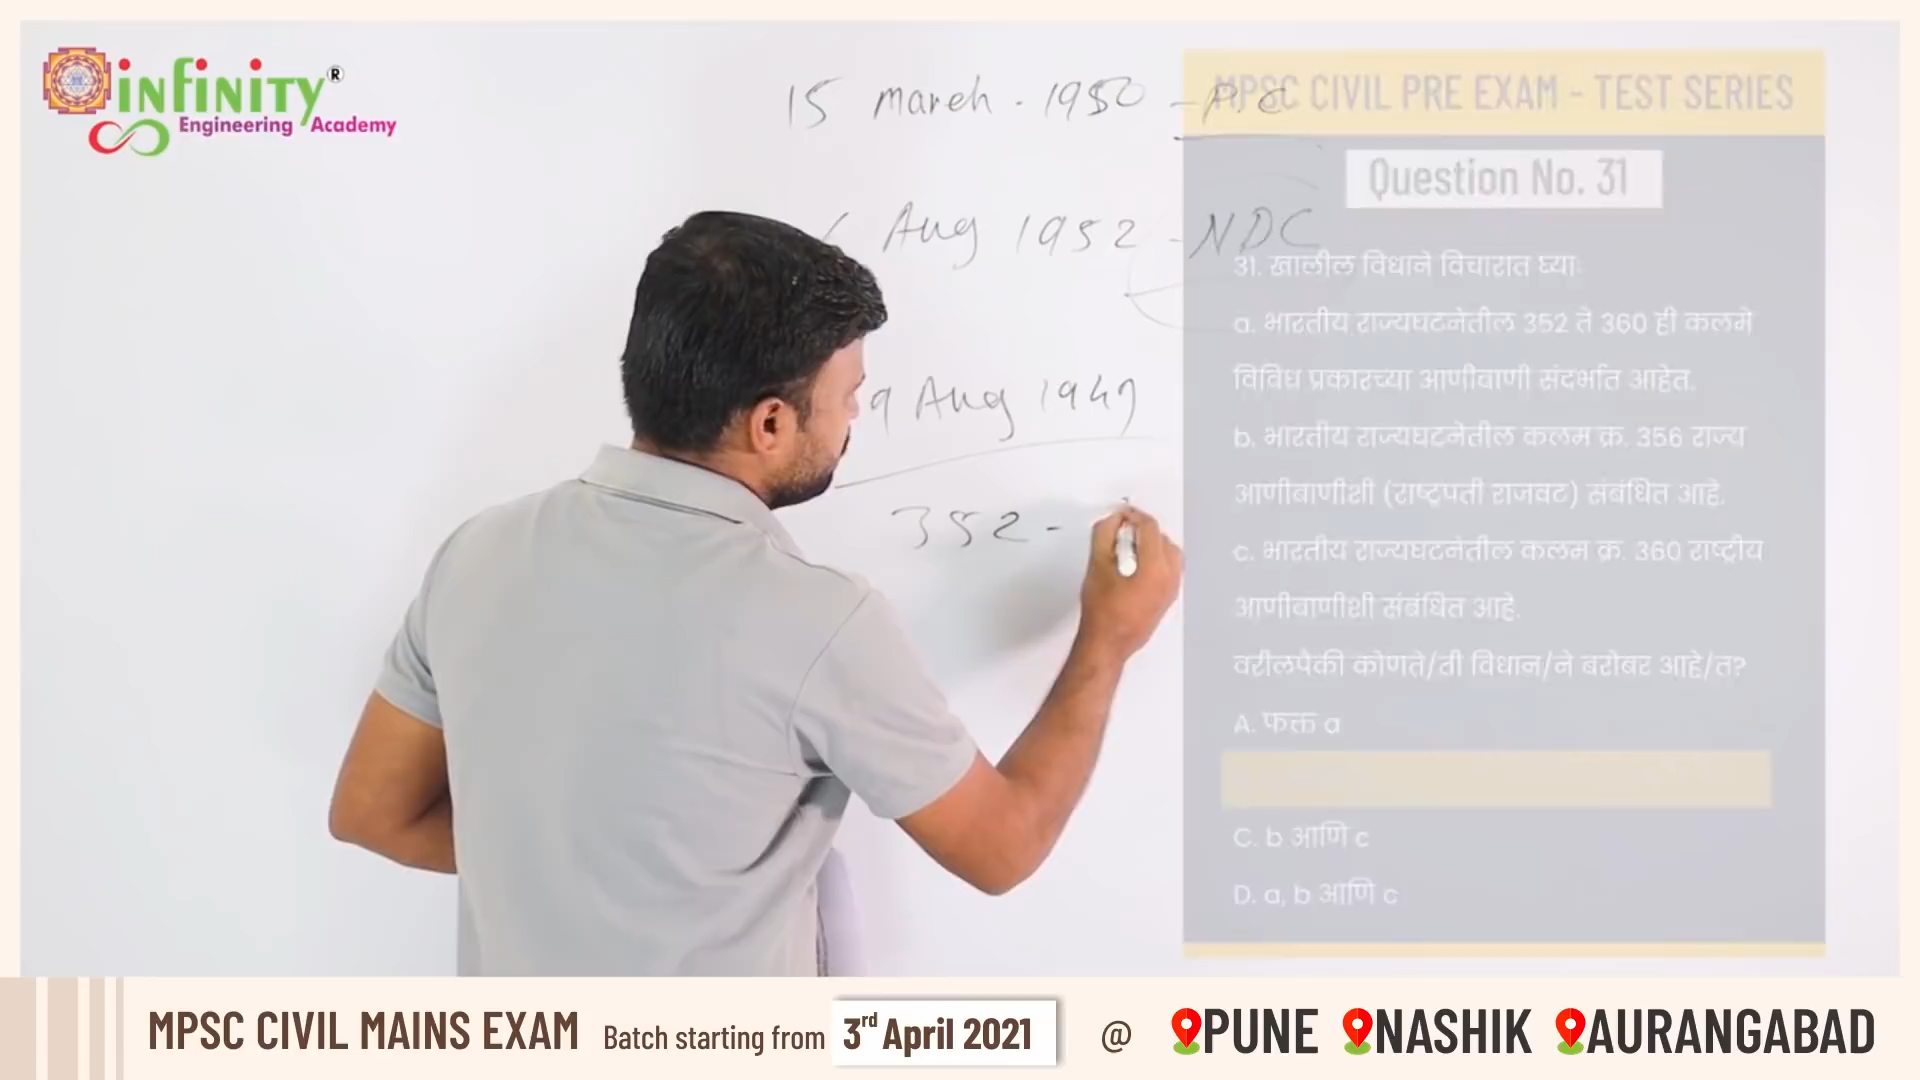 infinity®
Engineering Academy
15 march - 1950 - P.C
Aug 1952 - NDC
9 Aug 1949
352 -
MPSC CIVIL PRE EXAM - TEST SERIES
Question No. 31
31. खालील विधाने विचारात घ्या:
a. भारतीय राज्यघटनेतील 352 ते 360 ही कलमे
विविध प्रकारच्या आणीबाणी संदर्भात आहेत.
b. भारतीय राज्यघटनेतील कलम क्र. 356 राज्य
आणीबाणीशी (राष्ट्रपती राजवट) संबंधित आहे.
c. भारतीय राज्यघटनेतील कलम क्र. 360 राष्ट्रीय
आणीबाणीशी संबंधित आहे.
वरीलपैकी कोणते/ती विधान/ने बरोबर आहे/त?
A. फक्त a
C. b आणि c
D. a, b आणि c
MPSC CIVIL MAINS EXAM Batch starting from 3rd April 2021 @ PUNE NASHIK AURANGABAD